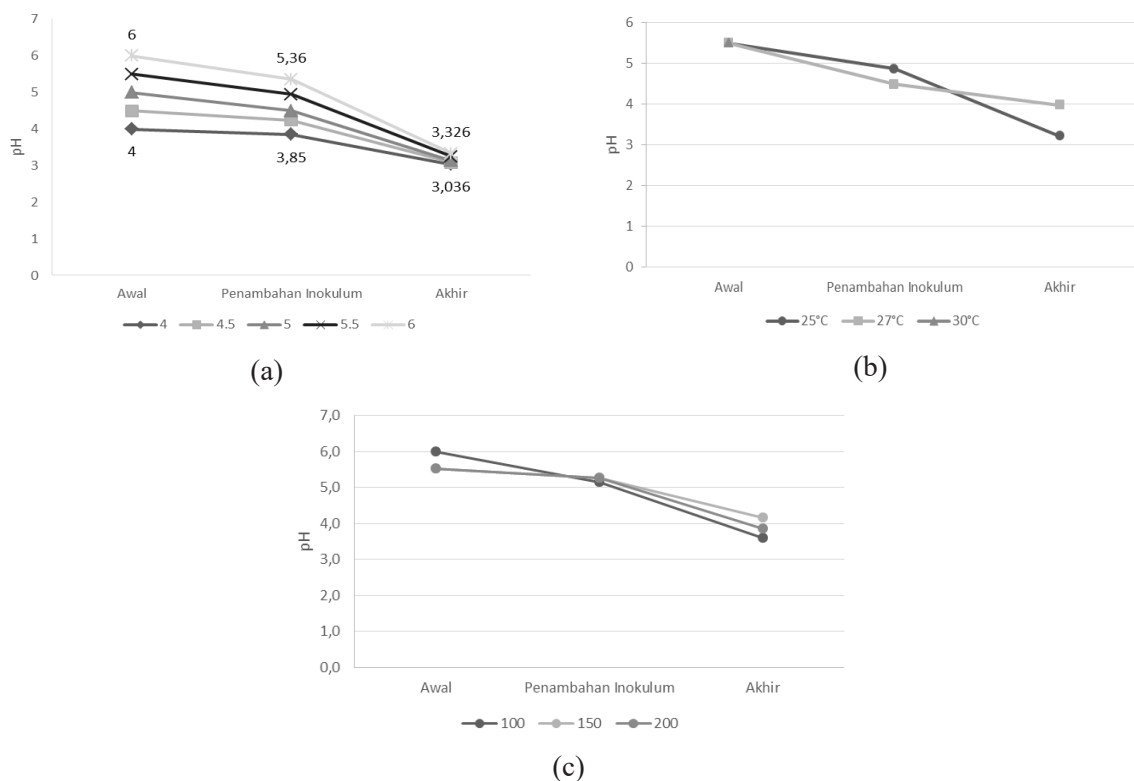 7
6
5
4
3
2
1
0
pH
6
5,36
3,326
4
3,85
3,036
Awal Penambahan Inokulum Akhir
4 4.5 5 5.5 6
(a)
6
5
4
3
2
1
0
pH
Awal Penambahan Inokulum Akhir
25°C 27°C 30°C
(b)
7,0
6,0
5,0
4,0
3,0
2,0
1,0
0,0
pH
Awal Penambahan Inokulum Akhir
100 150 200
(c)